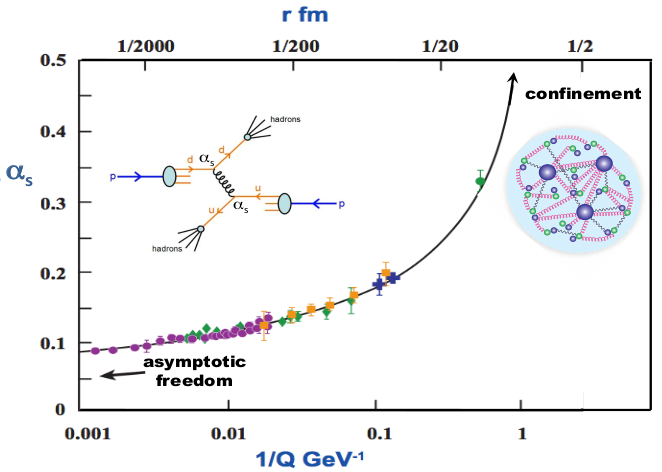 r fm
1/2000 1/200 1/20 1/2
0.5
confinement
0.4
hadrons
d
αs
d
p
αs
0.3
αs
u
p
u
hadrons
0.2
0.1
asymptotic
freedom
0
0.001 0.01 0.1 1
1/Q GeV-1